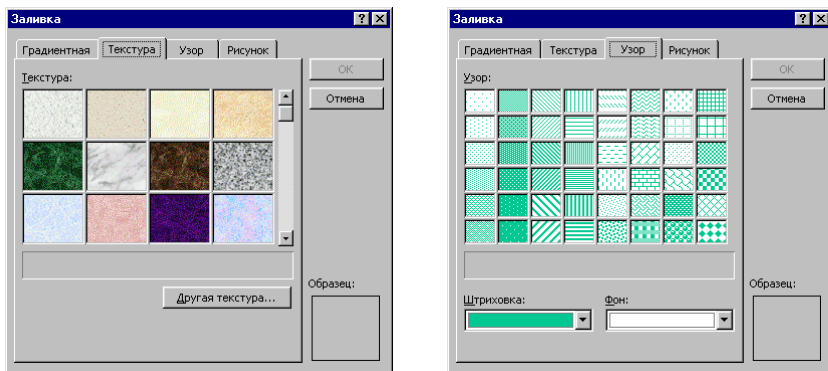 Заливка
Градиентная Текстура Узор Рисунок
Текстура:
OK
Отмена
Другая текстура...
Образец:
Заливка
Градиентная Текстура Узор Рисунок
Узор:
OK
Отмена
Штриховка:
Фон:
Образец: